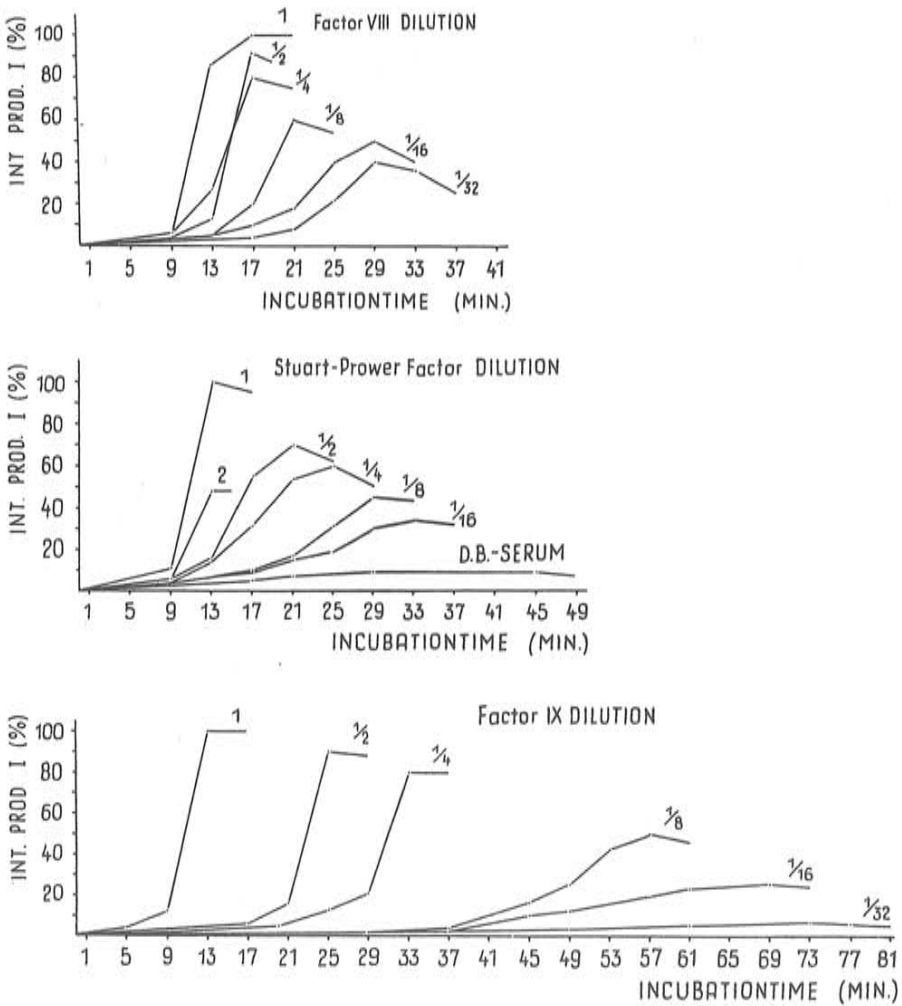 Factor VIII DILUTION
INT PROD. I (%)
100
80
60
40
20
1
1/2
1/4
1/8
1/16
1/32
1 5 9 13 17 21 25 29 33 37 41
INCUBATIONTIME (MIN.)
Stuart-Prower Factor DILUTION
INT. PROD. I (%)
100
80
60
40
20
1
2
1/2
1/4
1/8
1/16
D.B.-SERUM
1 5 9 13 17 21 25 29 33 37 41 45 49
INCUBATIONTIME (MIN.)
Factor IX DILUTION
INT. PROD I (%)
100
80
60
40
20
1
1/2
1/4
1/8
1/16
1/32
1 5 9 13 17 21 25 29 33 37 41 45 49 53 57 61 65 69 73 77 81
INCUBATIONTIME (MIN.)